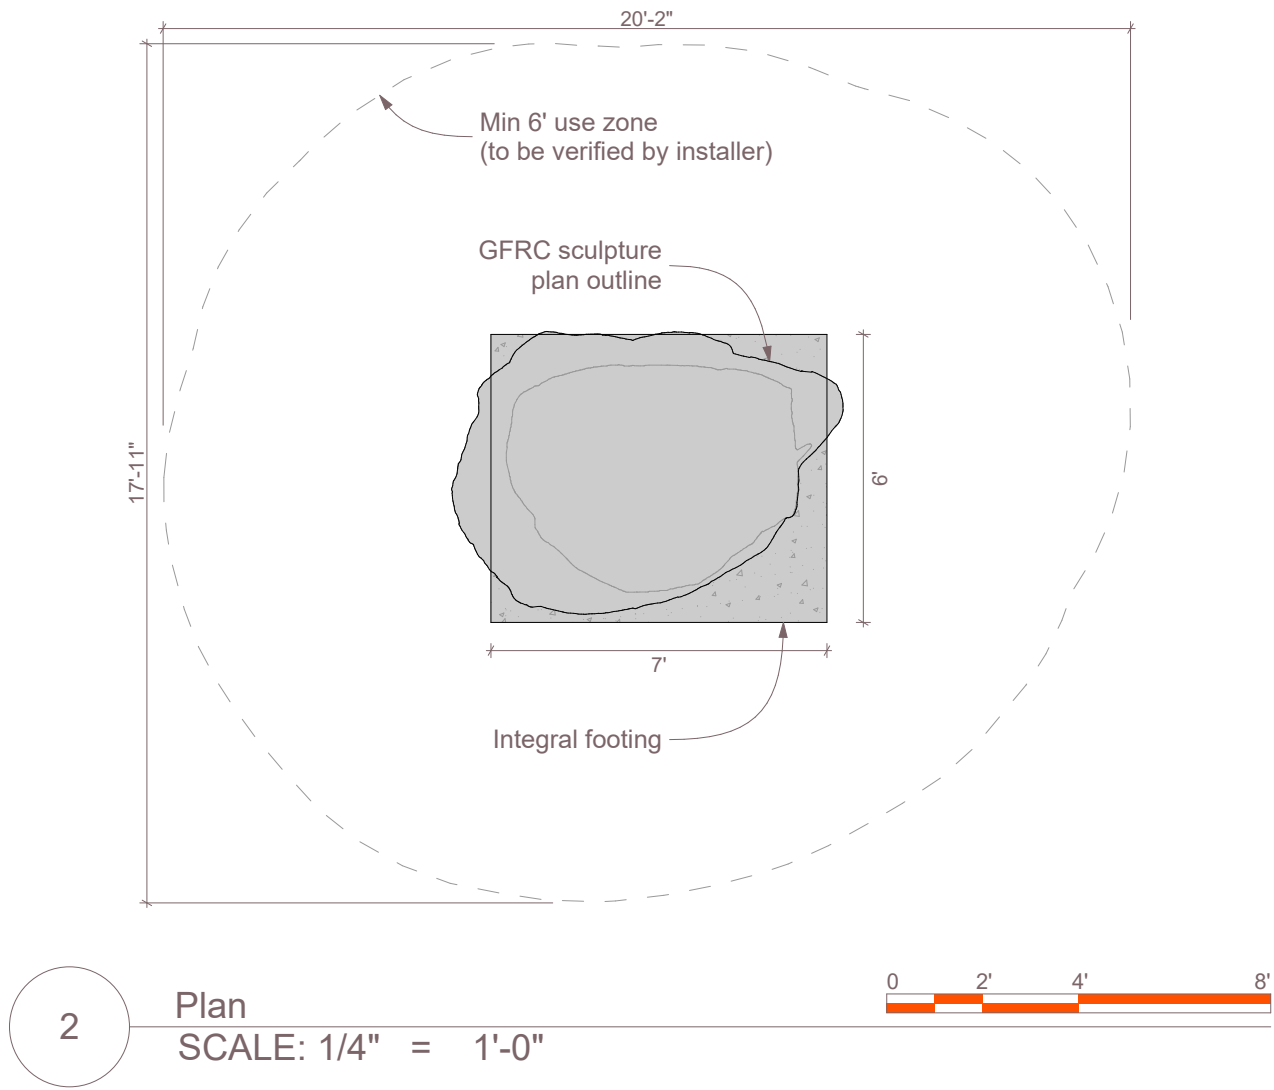 20'-2"
Min 6' use zone
(to be verified by installer)
GFRC sculpture
plan outline
17'-11"
6'
7'
Integral footing
0 2' 4' 8'
2
Plan
SCALE: 1/4" = 1'-0"